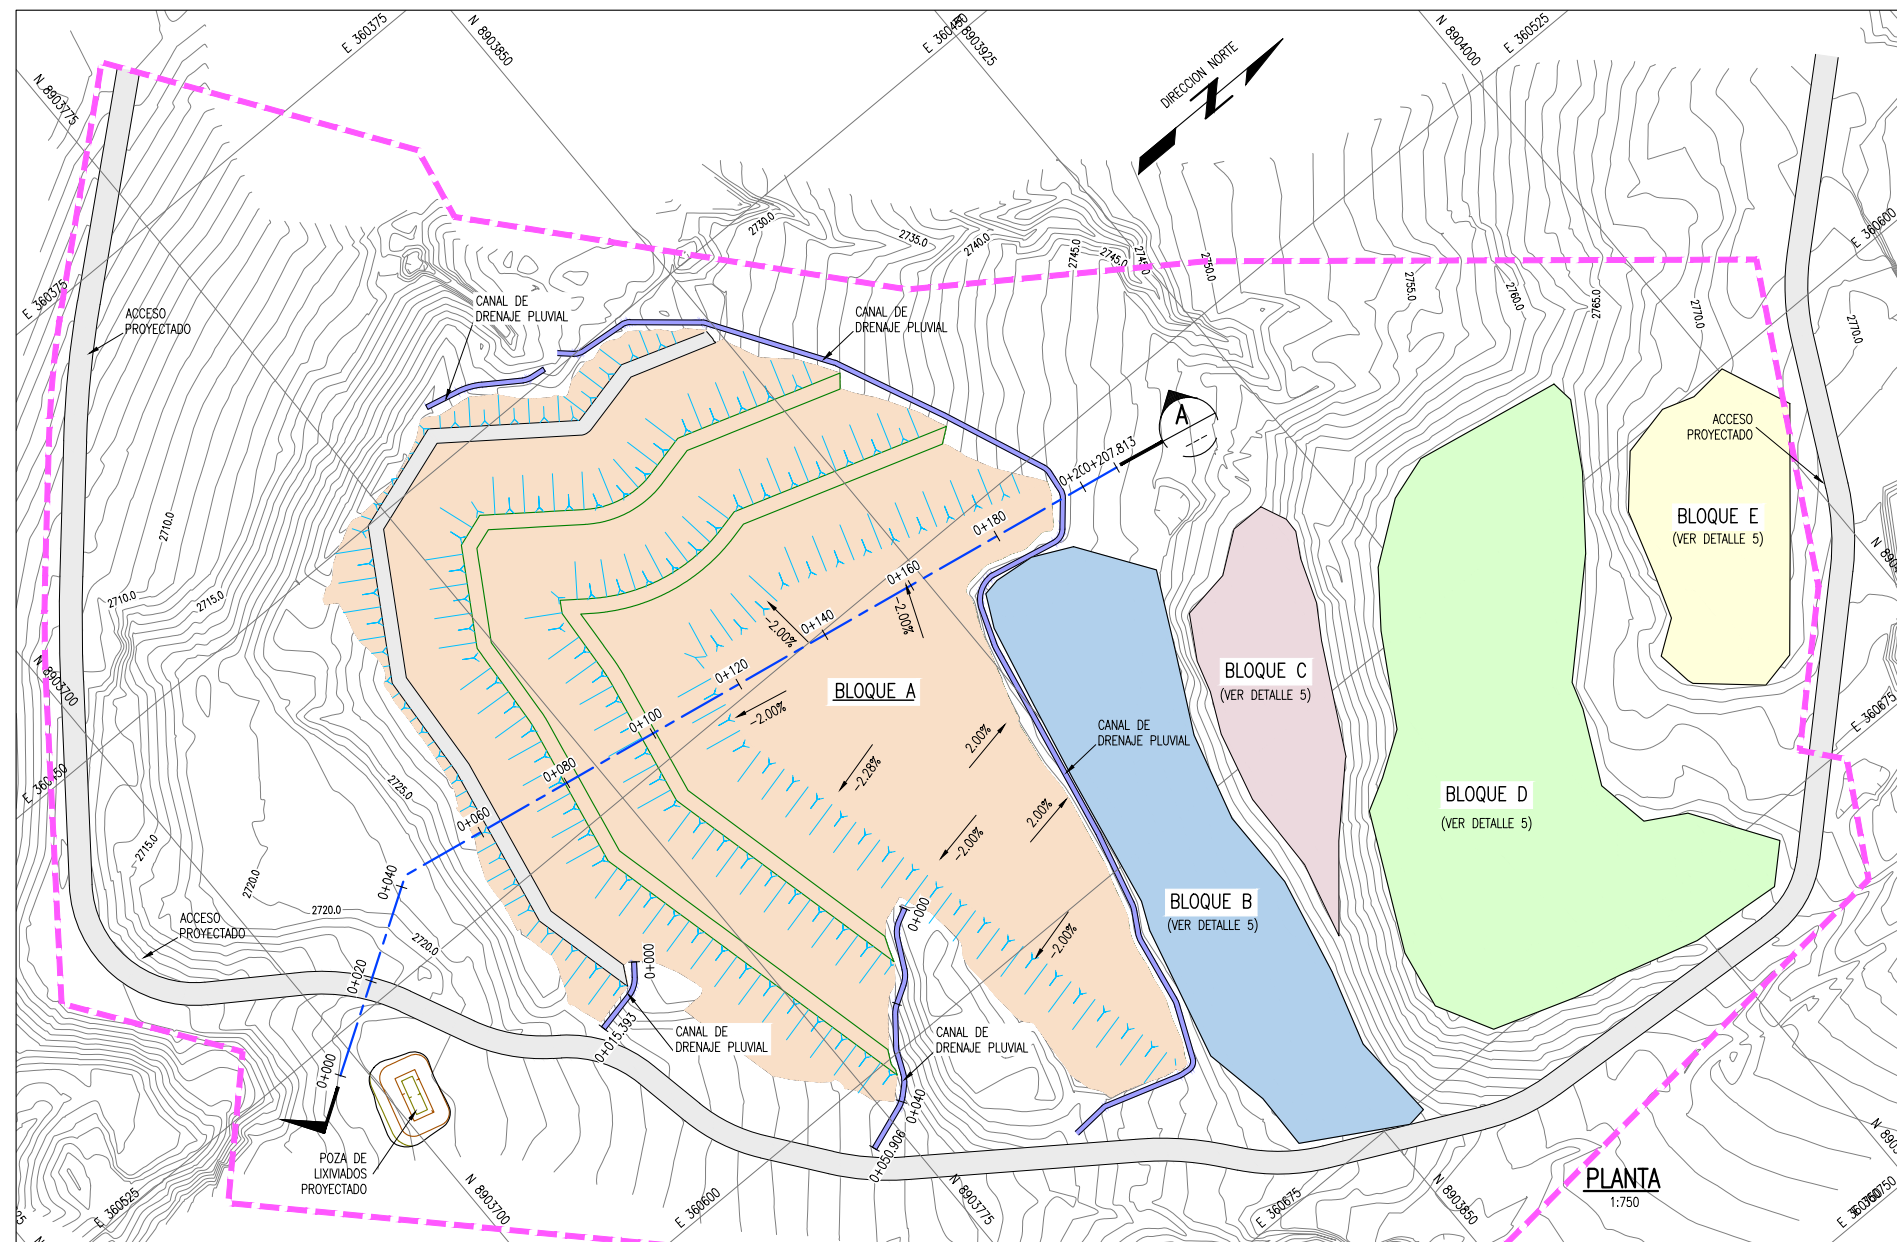 E 360375
N 8903850
E 360450
N 8903925
N 8904000
E 360525
N 8903775
DIRECCION NORTE
N
E 360600
2730.0
2735.0
2740.0
2745.0
2745.0
2745.0
2750.0
2755.0
2760.0
2765.0
2770.0
2770.0
E 360375
ACCESO
PROYECTADO
CANAL DE
DRENAJE PLUVIAL
CANAL DE
DRENAJE PLUVIAL
A
0+207.813
ACCESO
PROYECTADO
BLOQUE E
(VER DETALLE 5)
2710.0
0+180
0+160
-2.00%
2710.0
2715.0
0+140
-2.00%
0+120
BLOQUE A
BLOQUE C
(VER DETALLE 5)
N 8903700
E 360675
0+100
-2.00%
2.00%
CANAL DE
DRENAJE PLUVIAL
-2.28%
0+080
2725.0
BLOQUE D
(VER DETALLE 5)
0+060
2.00%
-2.00%
2715.0
0+040
2720.0
2720.0
ACCESO
PROYECTADO
2720.0
BLOQUE B
(VER DETALLE 5)
0+000
-2.00%
0+000
0+020
0+015.393
CANAL DE
DRENAJE PLUVIAL
CANAL DE
DRENAJE PLUVIAL
0+000
0+040
0+050.906
POZA DE
LIXIVIADOS
PROYECTADO
PLANTA
1:750
E 360525
N 8903700
E 360600
N 8903775
E 360675
N 8903850